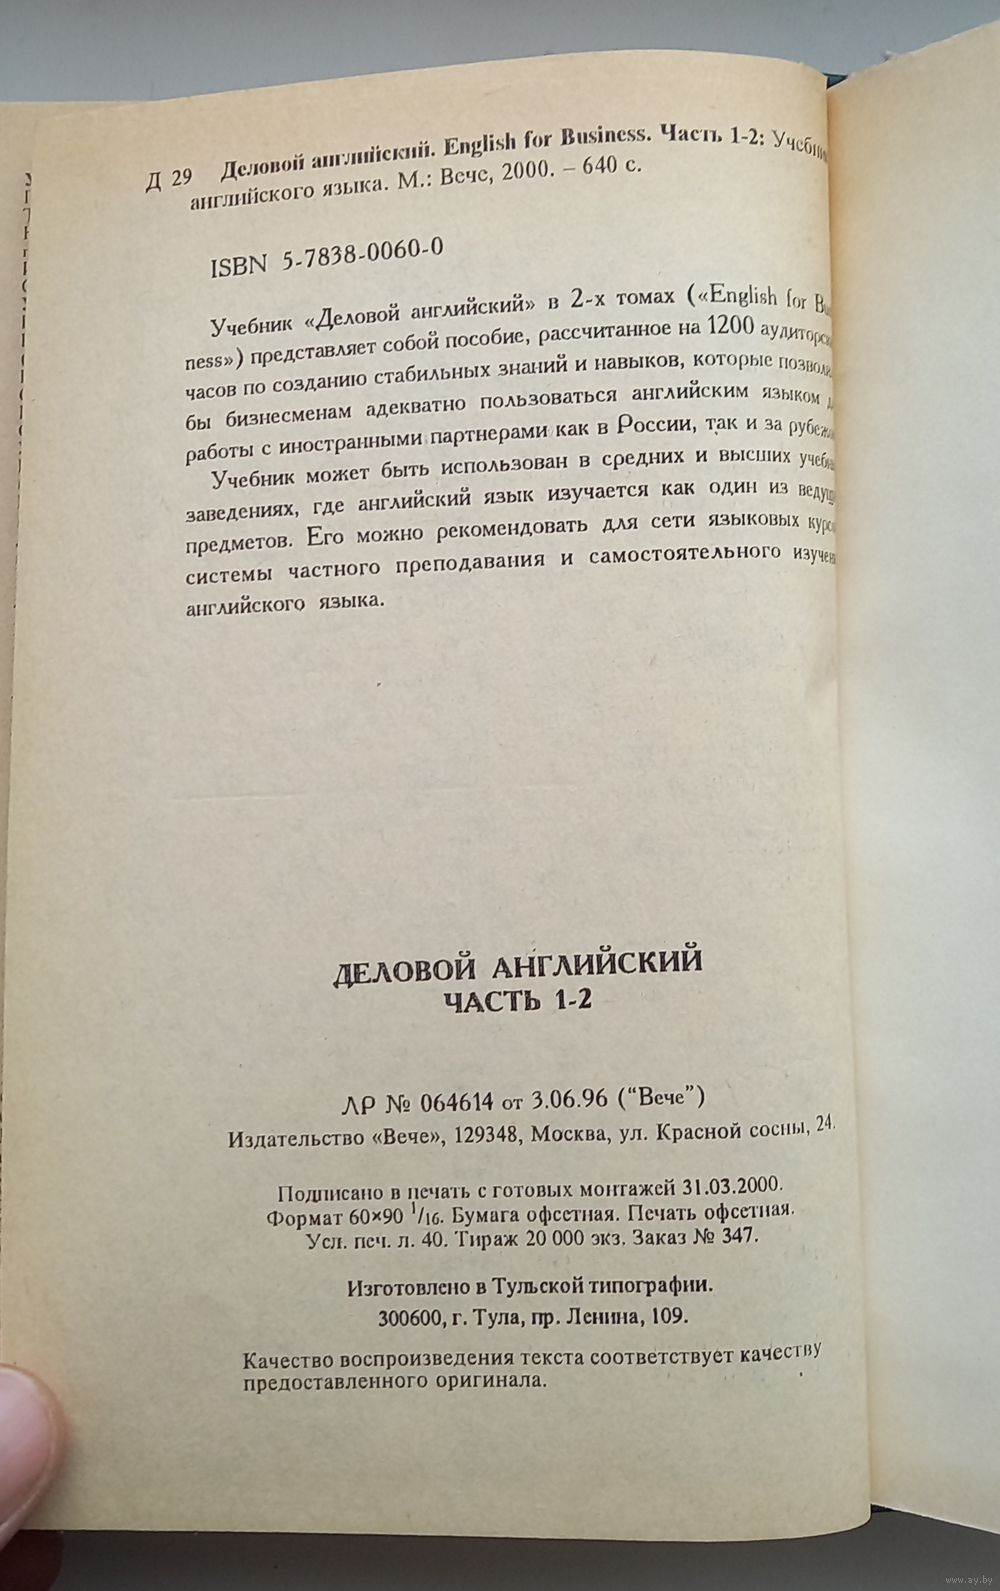 Д 29 Деловой английский. English for Business. Часть 1-2: Учебник
английского языка. М.: Вече, 2000. – 640 с.
ISBN 5-7838-0060-0
Учебник «Деловой английский» в 2-х томах («English for Bu
ness») представляет собой пособие, рассчитанное на 1200 аудиторск
часов по созданию стабильных знаний и навыков, которые позволи
бы бизнесменам адекватно пользоваться английским языком д
работы с иностранными партнерами как в России, так и за рубежо
Учебник может быть использован в средних и высших учебн
заведениях, где английский язык изучается как один из ведущ
предметов. Его можно рекомендовать для сети языковых курсо
системы частного преподавания и самостоятельного изучен
английского языка.
ДЕЛОВОЙ АНГЛИЙСКИЙ
ЧАСТЬ 1-2
ЛР № 064614 от 3.06.96 (“Вече”)
Издательство «Вече», 129348, Москва, ул. Красной сосны, 24.
Подписано в печать с готовых монтажей 31.03.2000.
Формат 60×90 1/16. Бумага офсетная. Печать офсетная.
Усл. печ. л. 40. Тираж 20 000 экз. Заказ № 347.
Изготовлено в Тульской типографии.
300600, г. Тула, пр. Ленина, 109.
Качество воспроизведения текста соответствует качеству
предоставленного оригинала.
www.ay.by